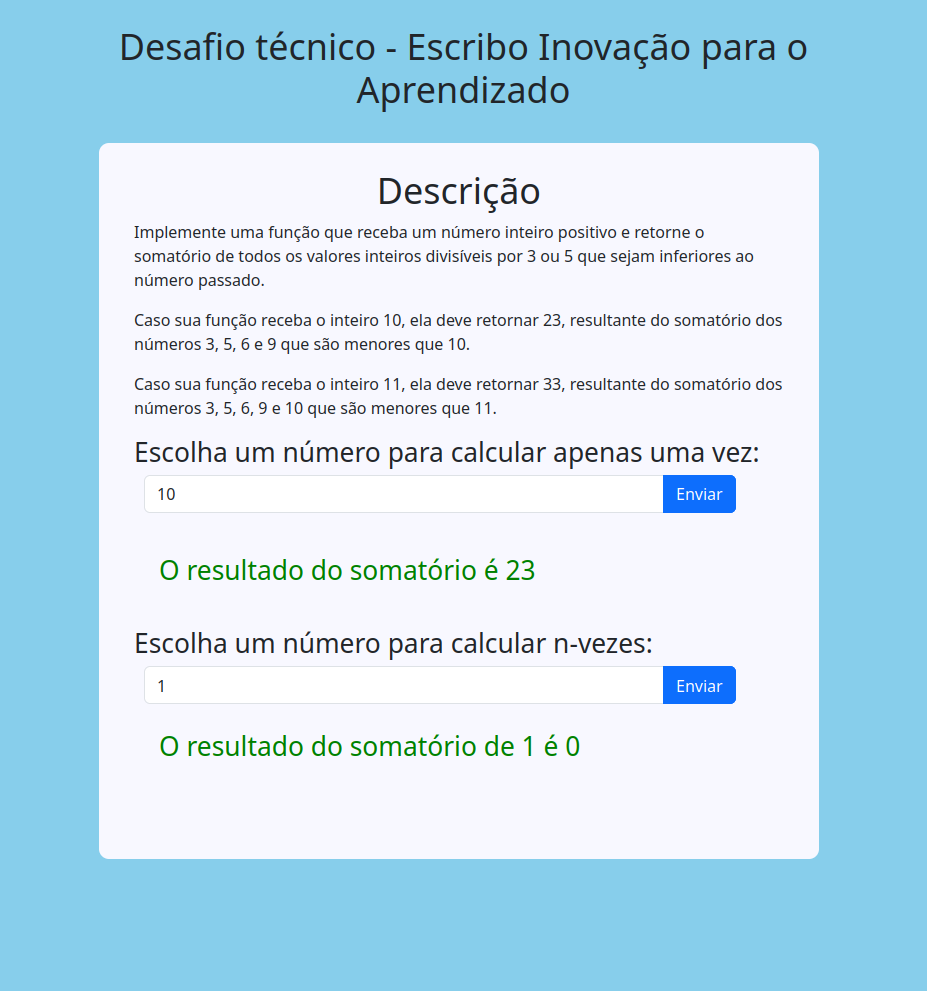 Desafio técnico - Escribo Inovação para o
Aprendizado
Descrição
Implemente uma função que receba um número inteiro positivo e retorne o
somatório de todos os valores inteiros divisíveis por 3 ou 5 que sejam inferiores ao
número passado.
Caso sua função receba o inteiro 10, ela deve retornar 23, resultante do somatório dos
números 3, 5, 6 e 9 que são menores que 10.
Caso sua função receba o inteiro 11, ela deve retornar 33, resultante do somatório dos
números 3, 5, 6, 9 e 10 que são menores que 11.
Escolha um número para calcular apenas uma vez:
10 Enviar
O resultado do somatório é 23
Escolha um número para calcular n-vezes:
1 Enviar
O resultado do somatório de 1 é 0